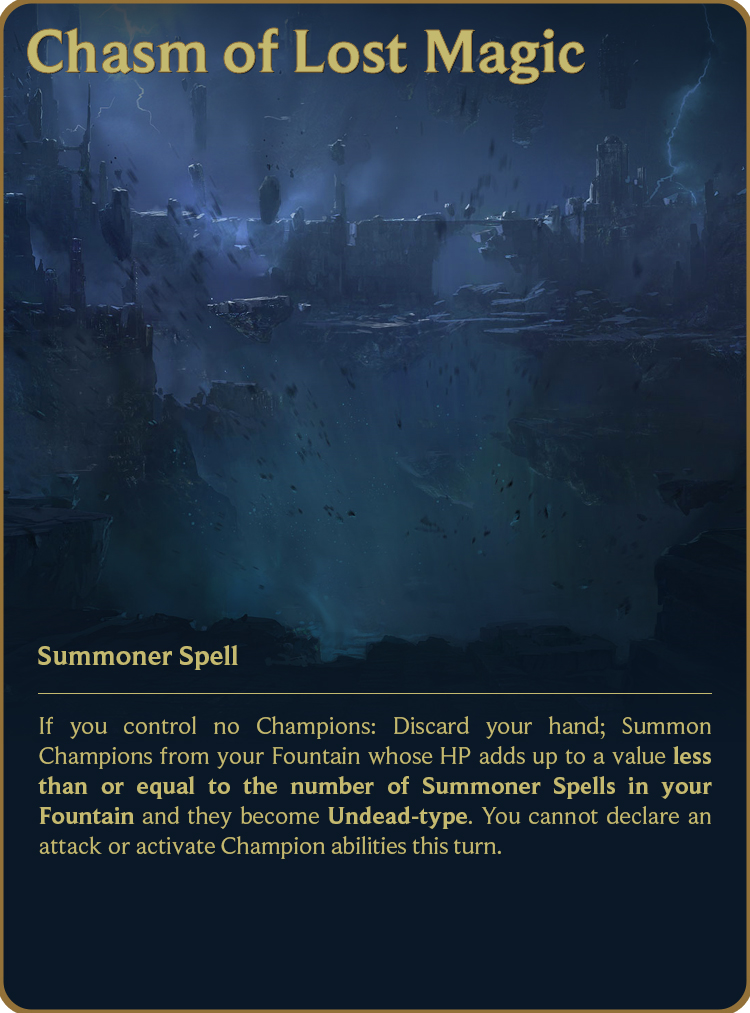 Chasm of Lost Magic
Summoner Spell
If you control no Champions: Discard your hand; Summon
Champions from your Fountain whose HP adds up to a value less
than or equal to the number of Summoner Spells in your
Fountain and they become Undead-type. You cannot declare an
attack or activate Champion abilities this turn.